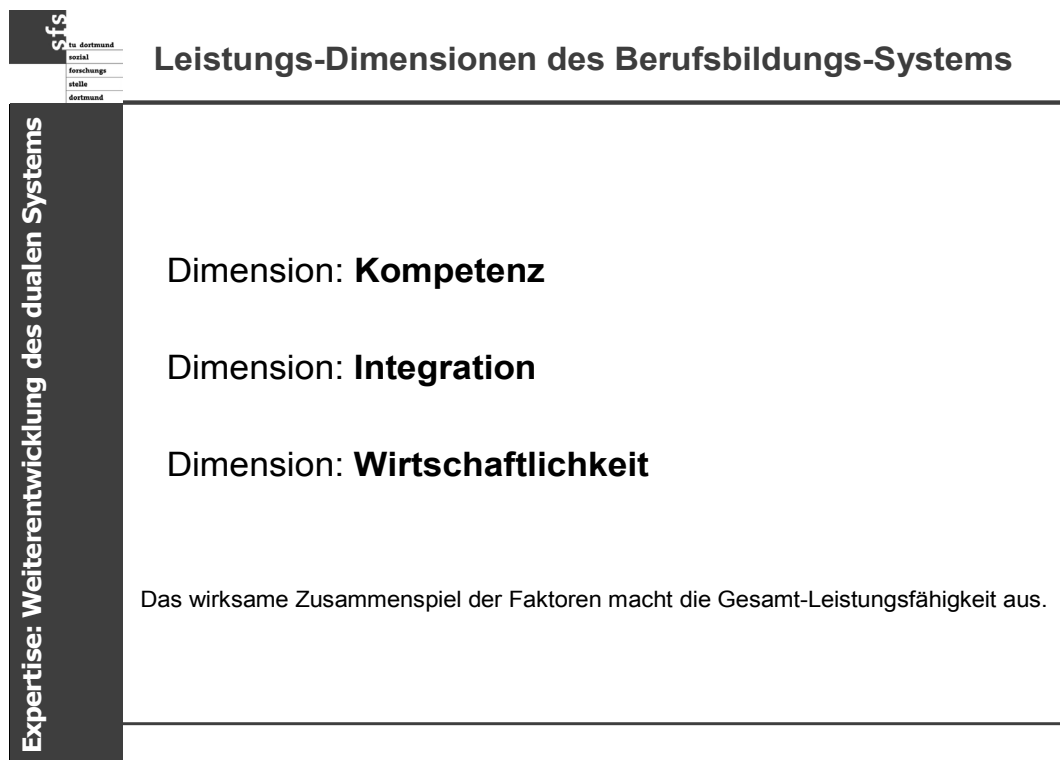 sfs
tu dortmund
sozial
forschungs
stelle
dortmund
Leistungs-Dimensionen des Berufsbildungs-Systems
Expertise: Weiterentwicklung des dualen Systems
Dimension: Kompetenz
Dimension: Integration
Dimension: Wirtschaftlichkeit
Das wirksame Zusammenspiel der Faktoren macht die Gesamt-Leistungsfähigkeit aus.